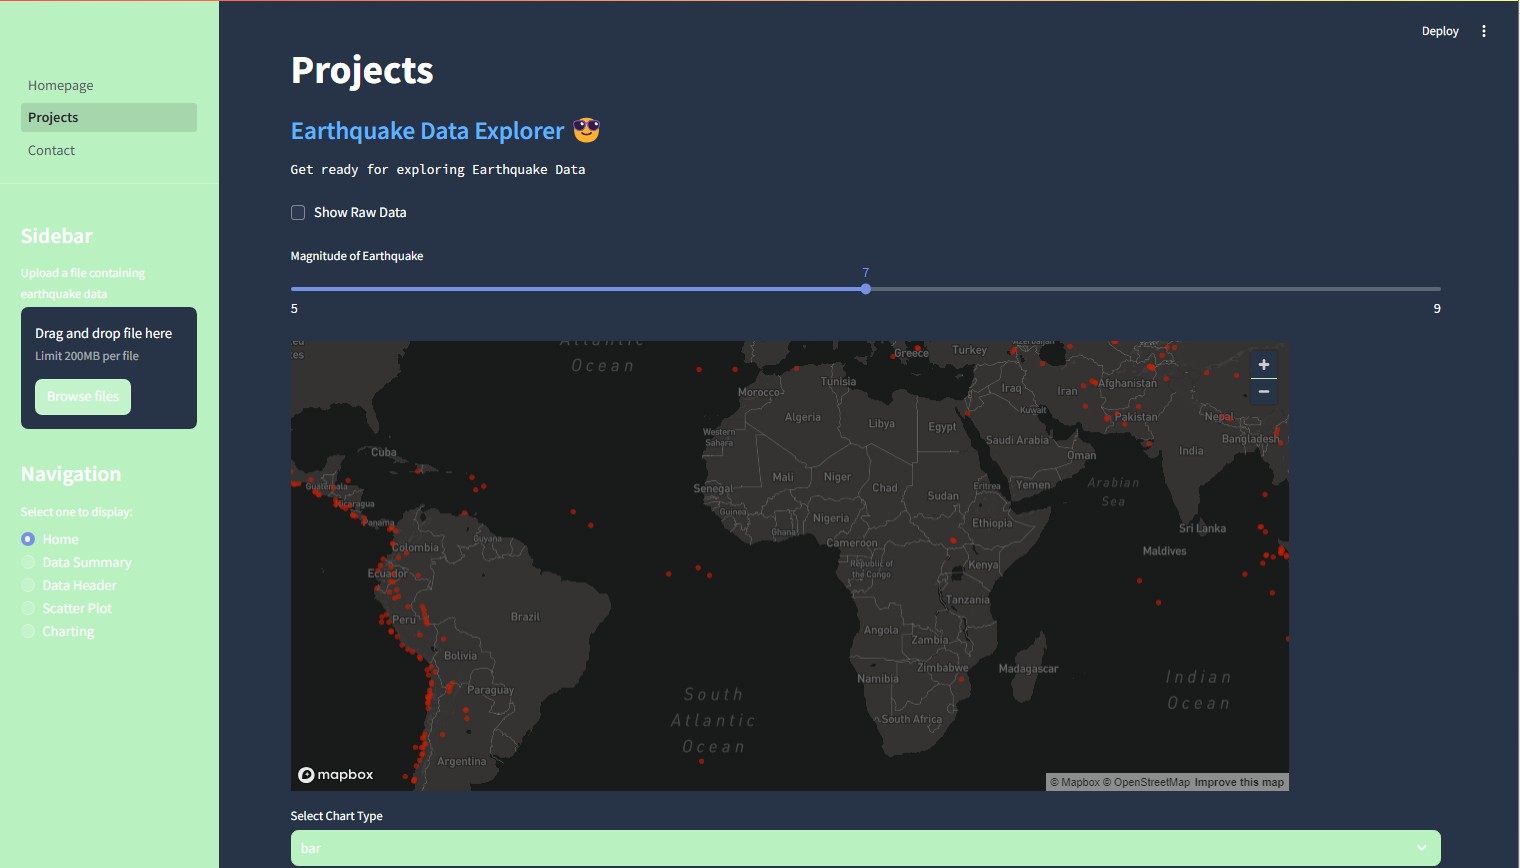 Deploy
Homepage
Projects
Contact
Sidebar
Upload a file containing
earthquake data
Drag and drop file here
Limit 200MB per file
Browse files
Navigation
Select one to display:
Home
Data Summary
Data Header
Scatter Plot
Charting
Projects
Earthquake Data Explorer 😎
Get ready for exploring Earthquake Data
Show Raw Data
Magnitude of Earthquake
7
5
9
Atlantic
Ocean
Greece
Turkey
Azerbaijan
Tunisia
Morocco
Algeria
Libya
Egypt
Iraq
Iran
Afghanistan
Kuwait
Pakistan
Nepal
Bangladesh
India
Saudi Arabia
Oman
Western
Sahara
Cuba
Mali
Niger
Chad
Sudan
Eritrea
Yemen
Arabian
Sea
Senegal
Guinea
Ghana
Nigeria
Ethiopia
Sri Lanka
Maldives
Guatemala
Nicaragua
Panama
Guyana
Colombia
Ecuador
Cameroon
Republic of
the Congo
Kenya
Tanzania
Peru
Brazil
Angola
Zambia
Bolivia
Zimbabwe
Madagascar
Namibia
Paraguay
South Africa
South
Atlantic
Ocean
Indian
Ocean
Argentina
mapbox
© Mapbox © OpenStreetMap Improve this map
+
−
Select Chart Type
bar